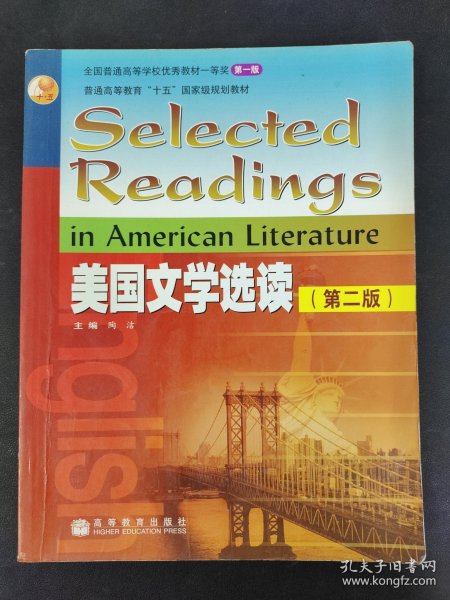 全国普通高等学校优秀教材一等奖 第一版
普通高等教育“十五”国家级规划教材
十·五
Selected
Readings
in American Literature
美国文学选读（第二版）
主编 陶洁
English
高等教育出版社
HIGHER EDUCATION PRESS
孔夫子旧书网
www.kongfz.com